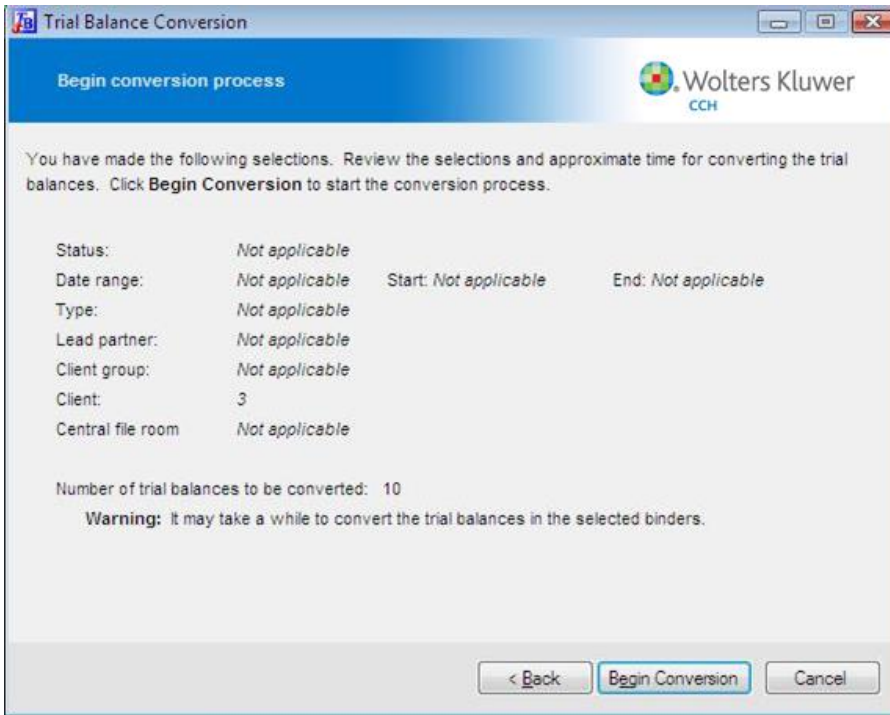 Trial Balance Conversion
Begin conversion process
Wolters Kluwer
CCH
You have made the following selections. Review the selections and approximate time for converting the trial
balances. Click Begin Conversion to start the conversion process.
Status: Not applicable
Date range: Not applicable Start: Not applicable End: Not applicable
Type: Not applicable
Lead partner: Not applicable
Client group: Not applicable
Client: 3
Central file room Not applicable
Number of trial balances to be converted: 10
Warning: It may take a while to convert the trial balances in the selected binders.
< Back Begin Conversion Cancel